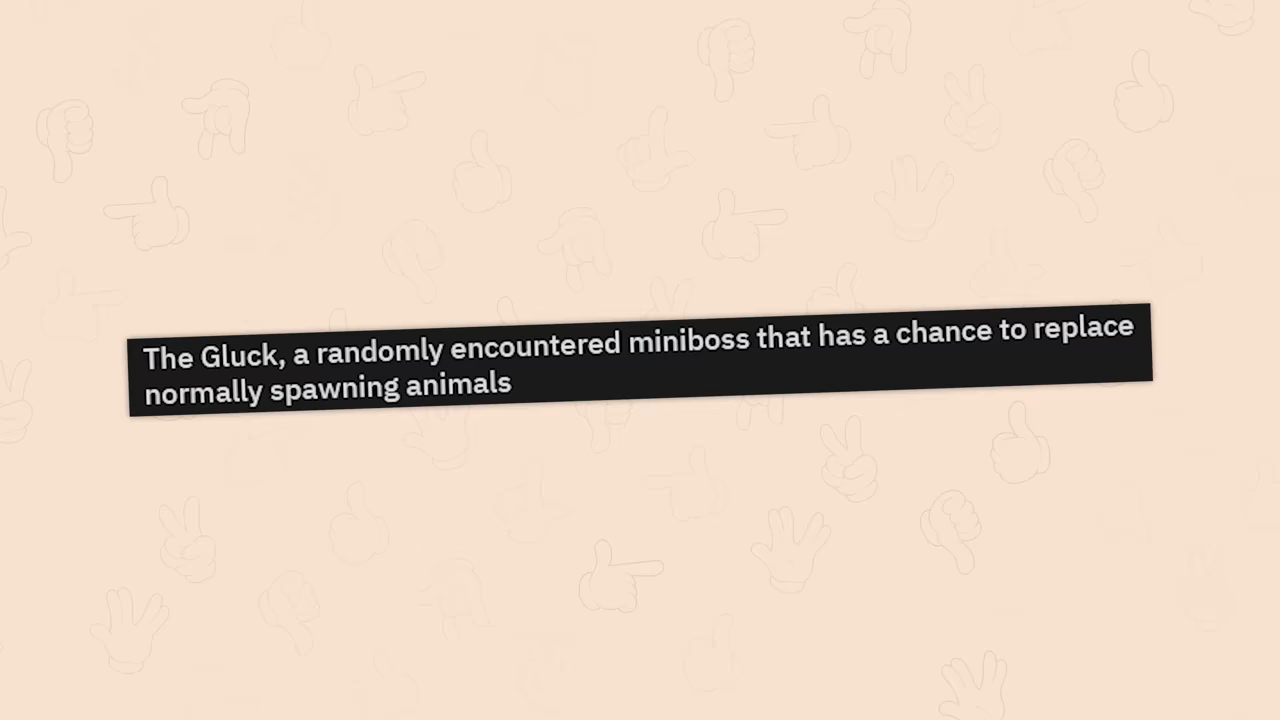 The Gluck, a randomly encountered miniboss that has a chance to replace
normally spawning animals